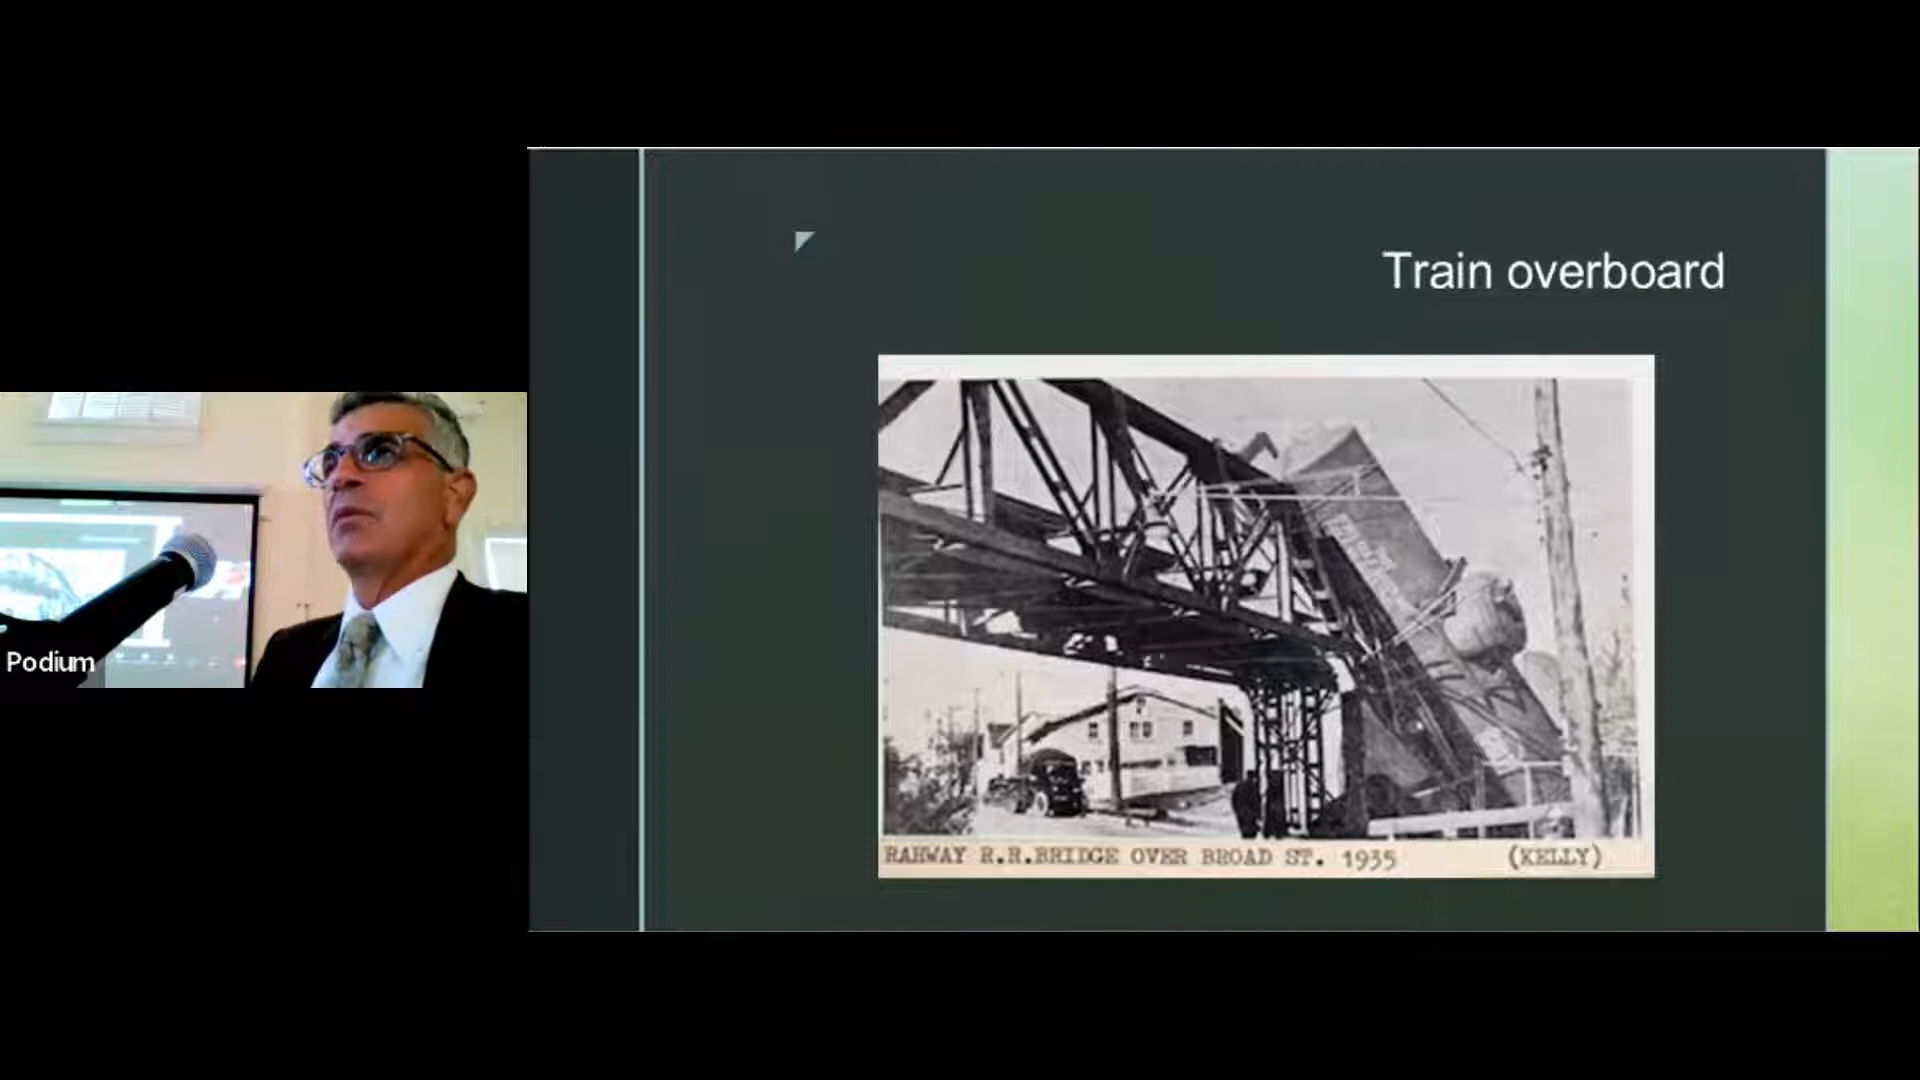 Train overboard
RAHWAY R.R.BRIDGE OVER BROAD ST. 1935 (KELLY)
Podium